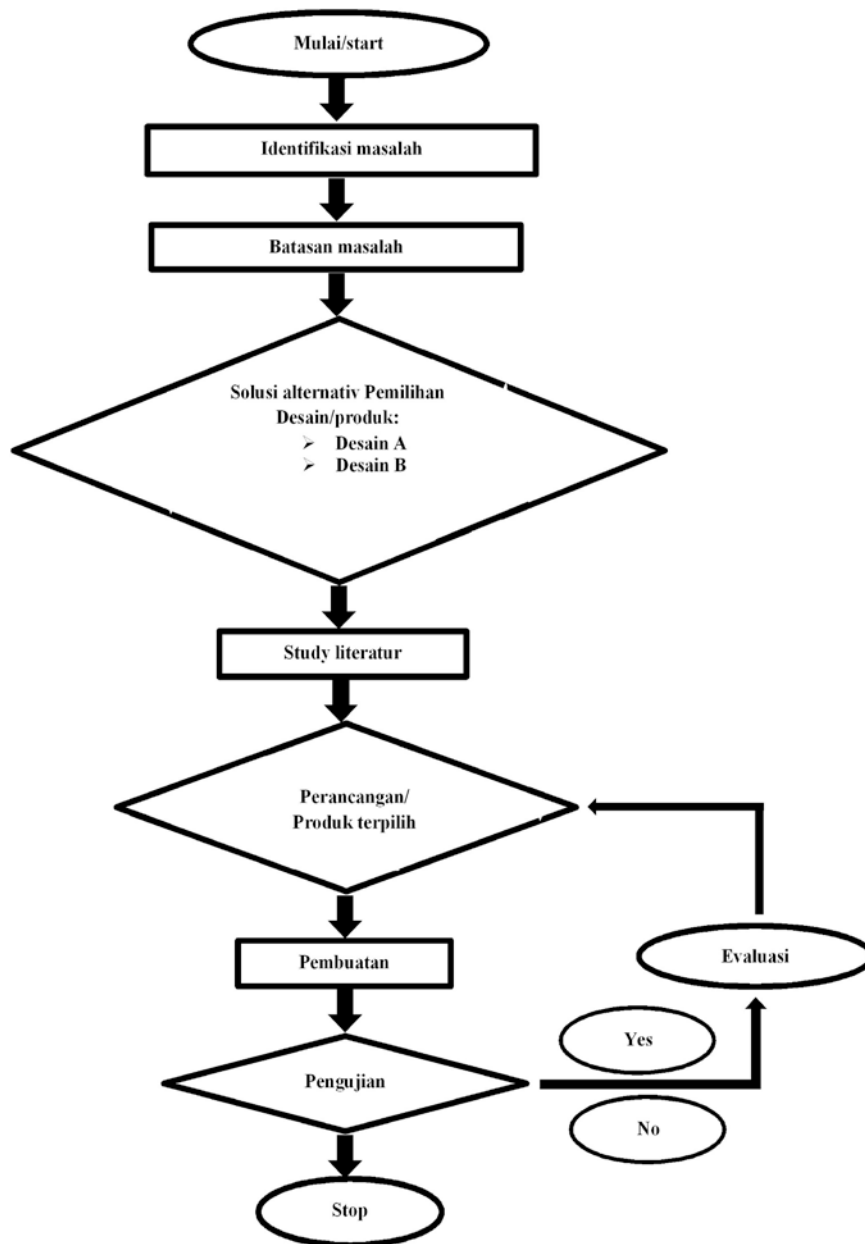 Mulai/start
Identifikasi masalah
Batasan masalah
Solusi alternativ Pemilihan
Desain/produk:
➢ Desain A
➢ Desain B
Study literatur
Perancangan/
Produk terpilih
Pembuatan
Evaluasi
Yes
Pengujian
No
Stop